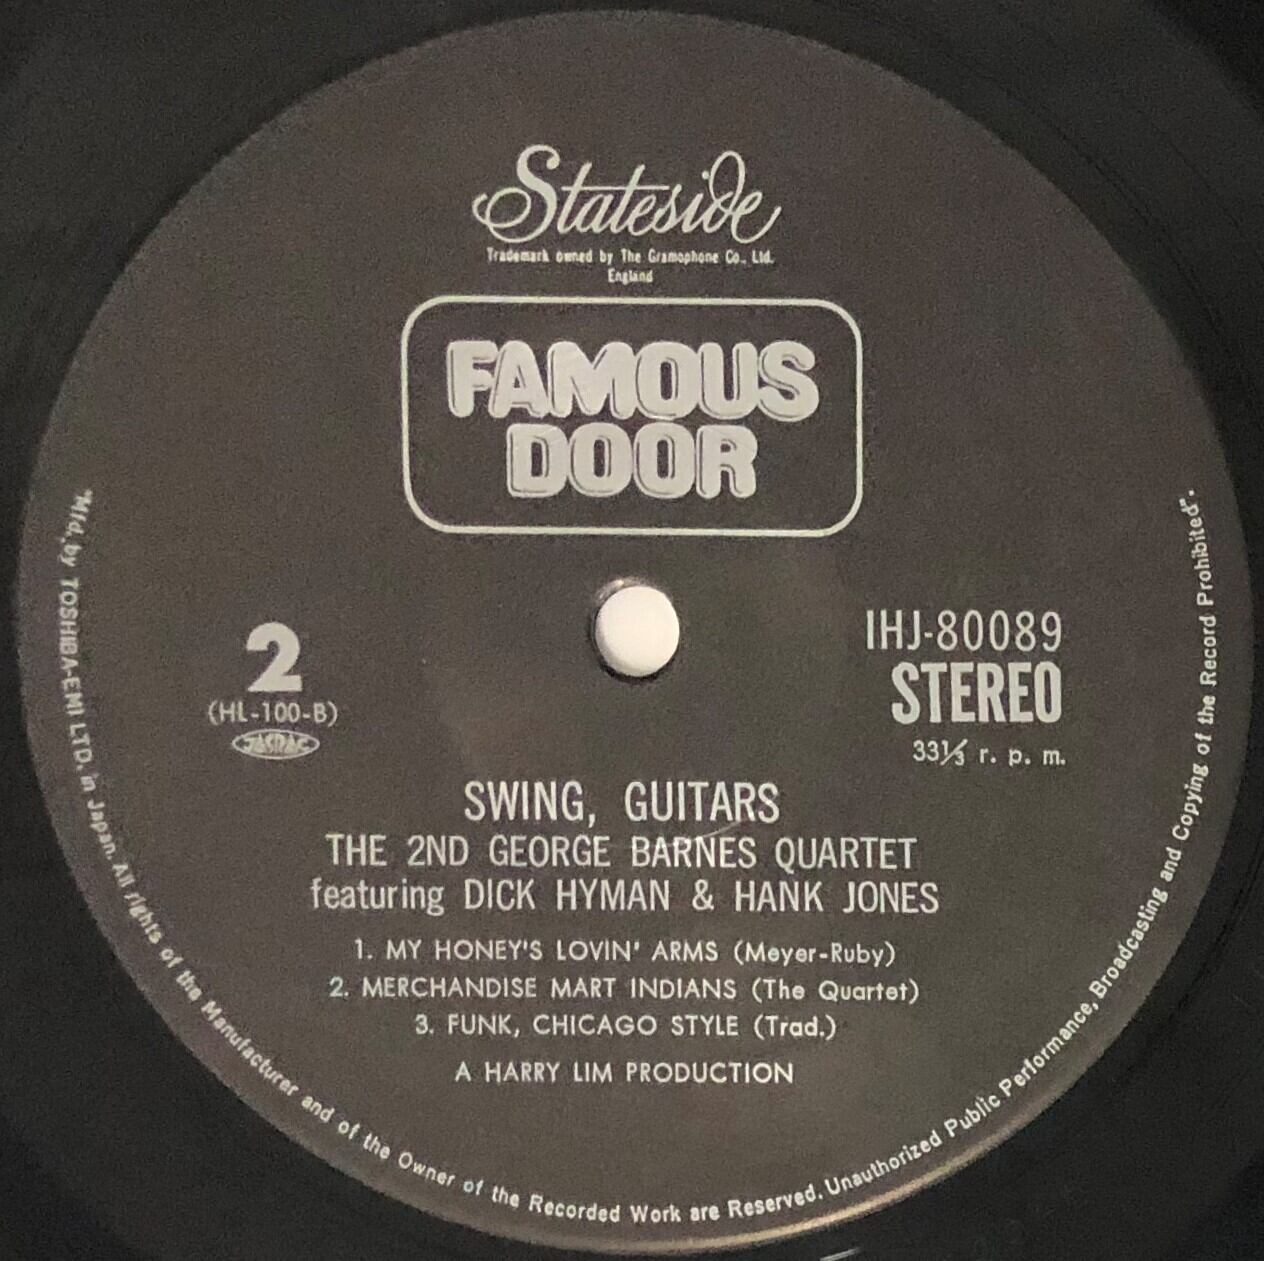 Stateside
Trademark owned by The Gramophone Co., Ltd.
England
FAMOUS
DOOR
2
(HL-100-B)
JASRAC
IHJ-80089
STEREO
33⅓ r. p. m.
SWING, GUITARS
THE 2ND GEORGE BARNES QUARTET
featuring DICK HYMAN & HANK JONES
1. MY HONEY'S LOVIN' ARMS (Meyer-Ruby)
2. MERCHANDISE MART INDIANS (The Quartet)
3. FUNK, CHICAGO STYLE (Trad.)
A HARRY LIM PRODUCTION
"Mfd, by TOSHIBA-EMI LTD. in Japan. All rights of the Manufacturer and of the Owner of the Recorded Work are Reserved. Unauthorized Public Performance, Broadcasting and Copying of the Record Prohibited".